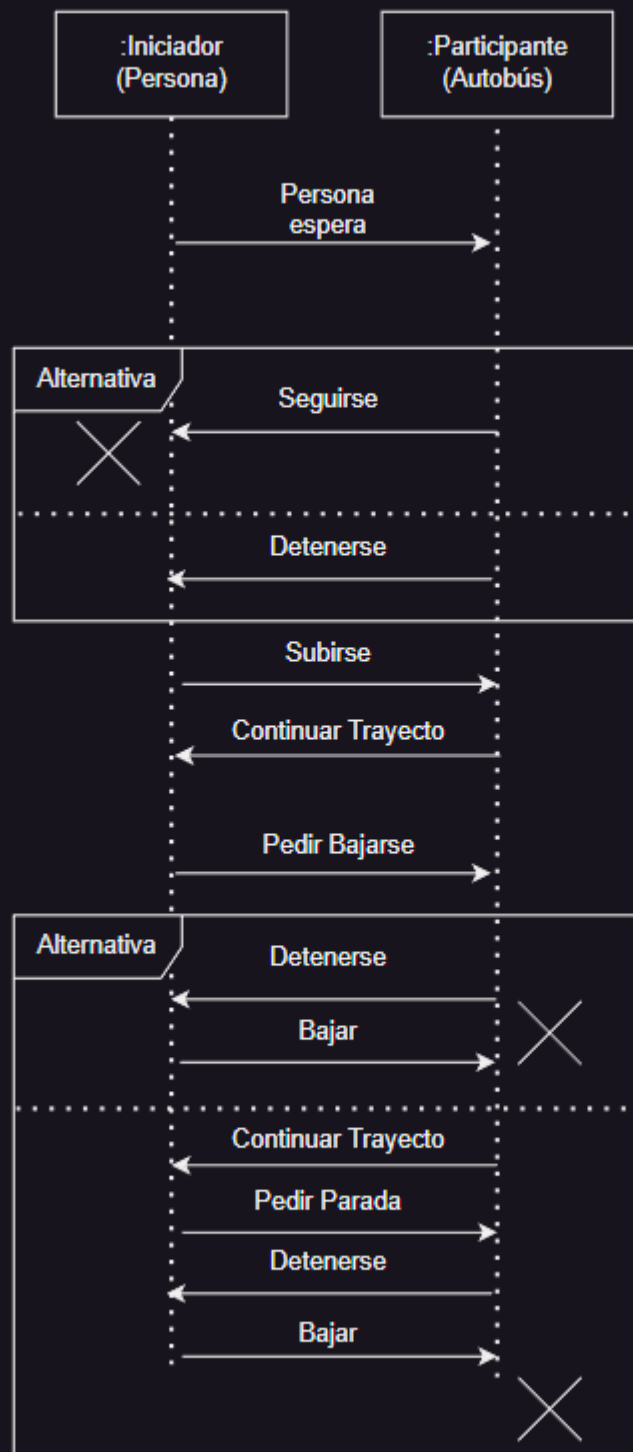 :Iniciador
(Persona)
:Participante
(Autobús)
Persona
espera
Alternativa
Seguirse
Detenerse
Subirse
Continuar Trayecto
Pedir Bajarse
Alternativa
Detenerse
Bajar
Continuar Trayecto
Pedir Parada
Detenerse
Bajar